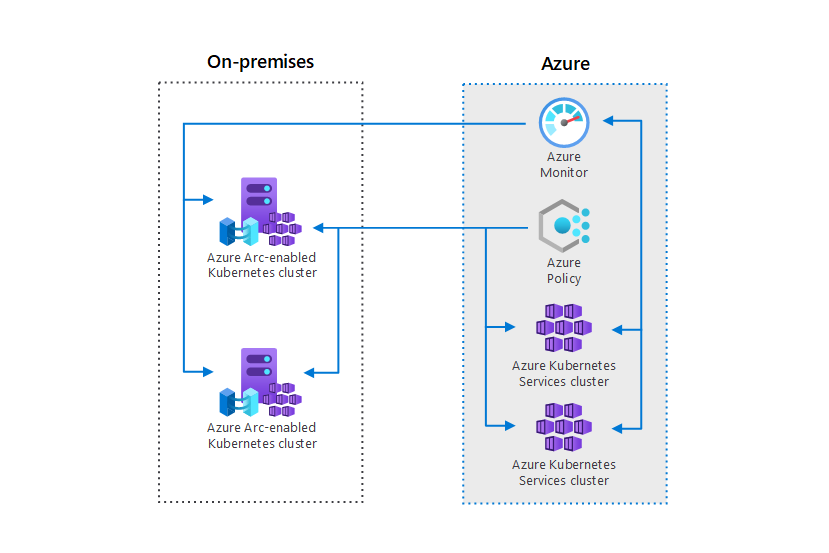 On-premises
Azure
Azure
Monitor
Azure
Policy
Azure Arc-enabled
Kubernetes cluster
Azure Arc-enabled
Kubernetes cluster
Azure Kubernetes
Services cluster
Azure Kubernetes
Services cluster